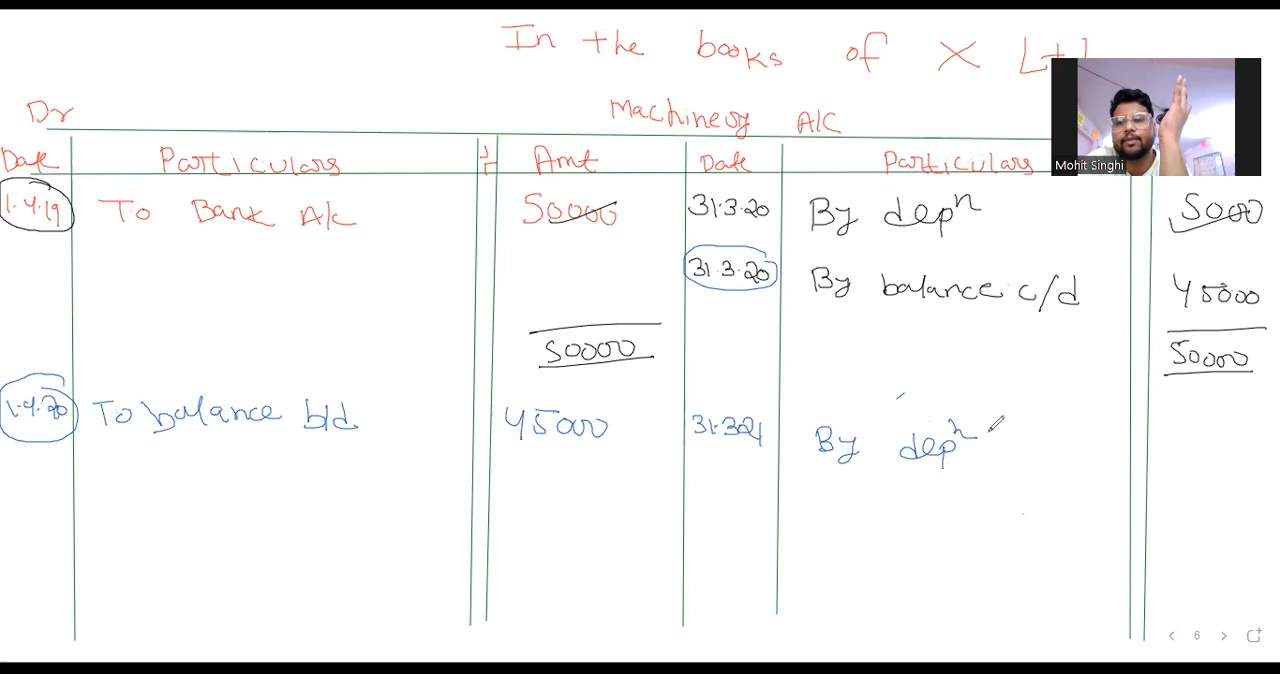 In the books of X Ltd
Dr
Machinery A/C
Date Particulars J.F Amt Date Particulars
1.4.19 To Bank A/c 50000 31.3.20 By depn 5000
31.3.20 By balance c/d 45000
50000 50000
1.4.20 To balance b/d 45000 31.3.21 By depn
Mohit Singhi
6